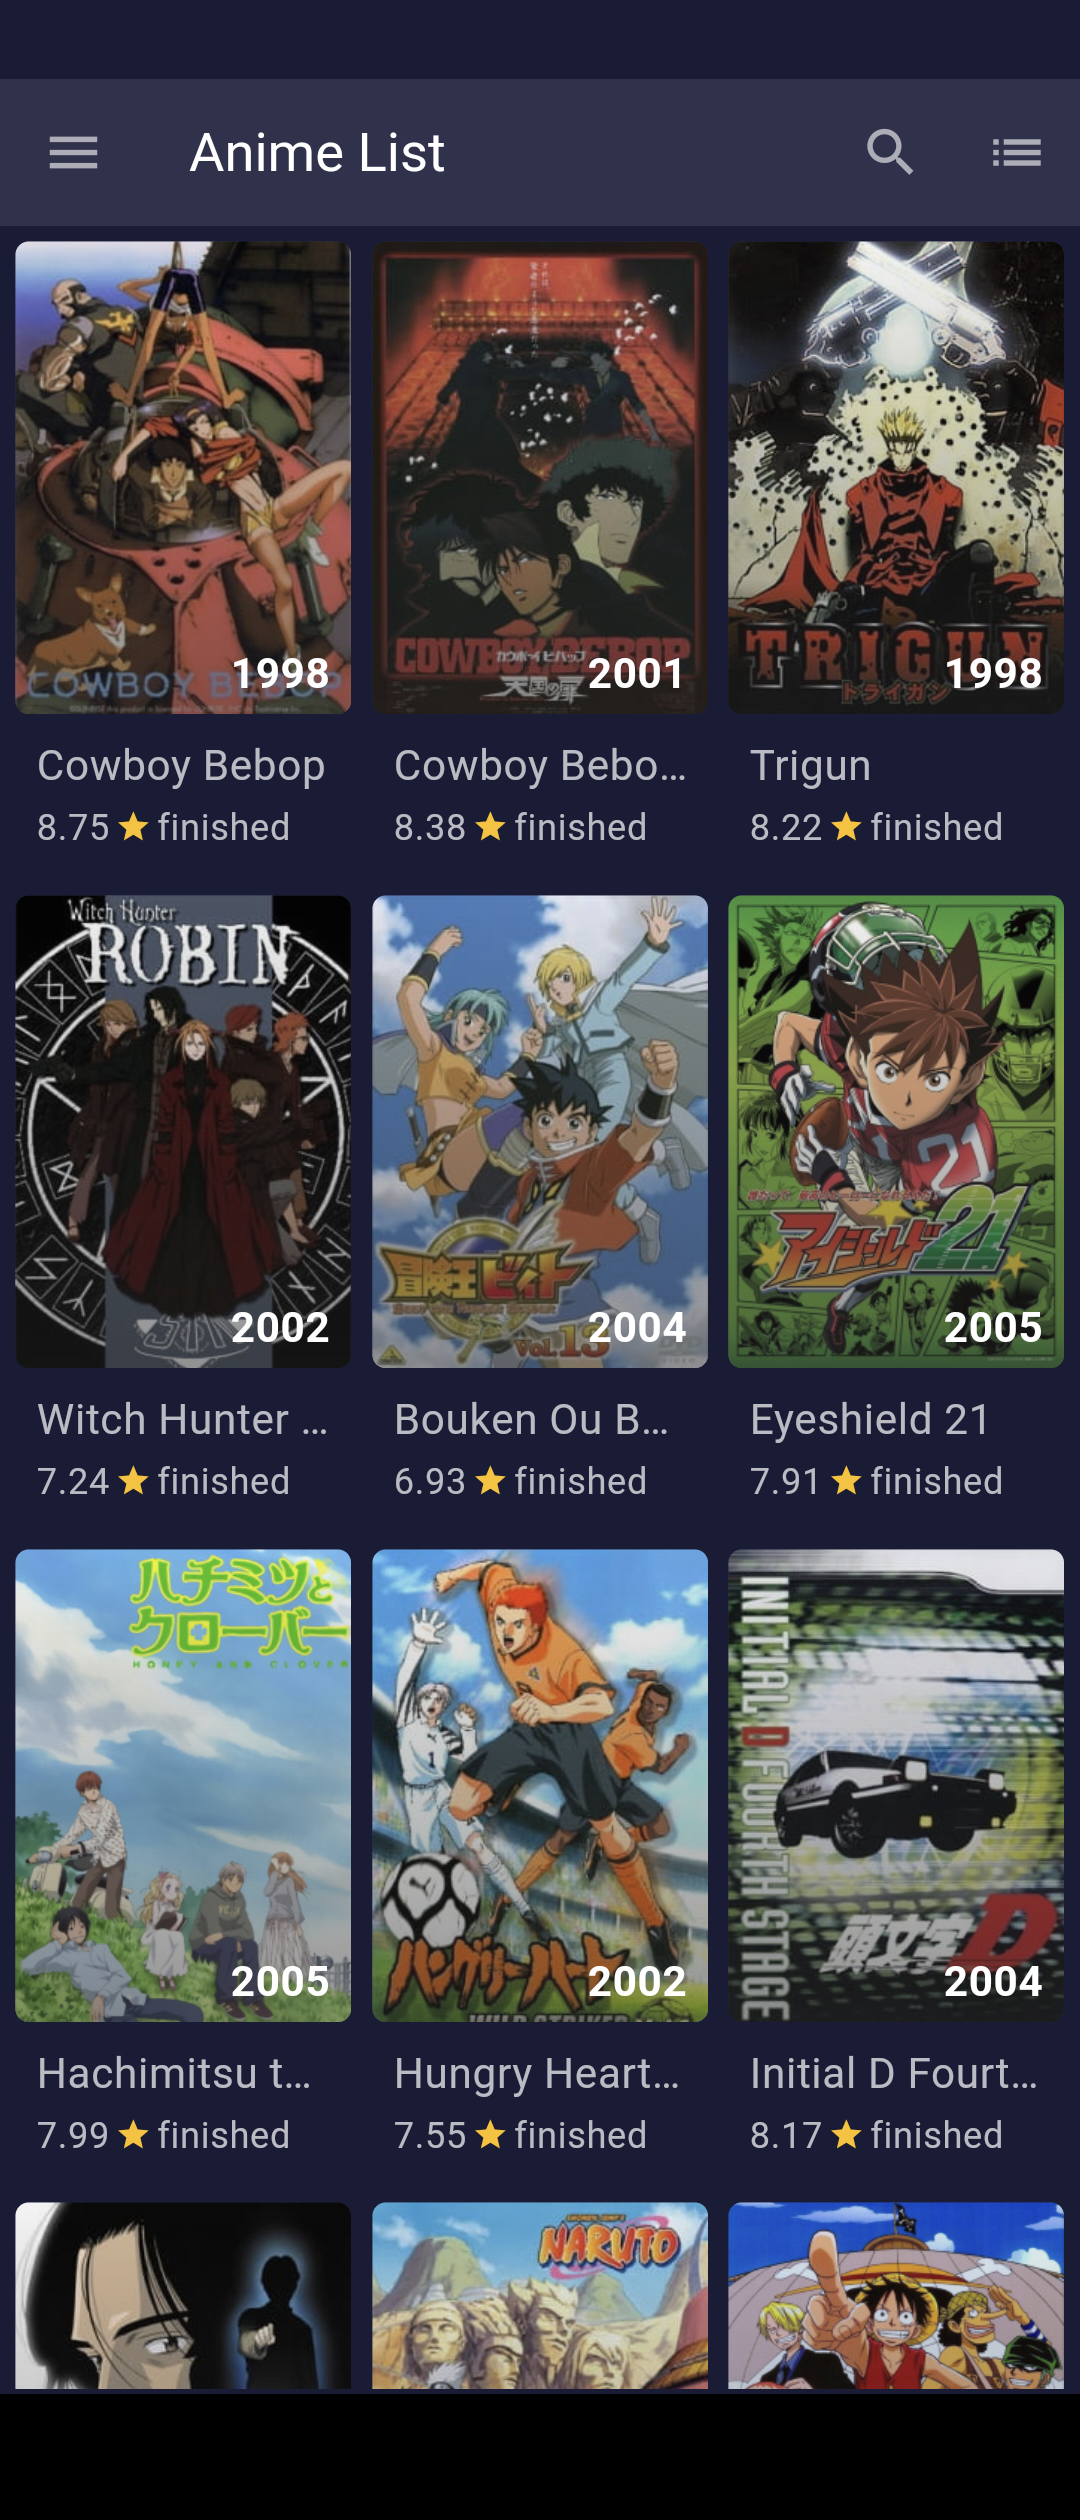 Anime List
COWBOY BEBOP
1998
COWBOY BEBOP
カウボーイビバップ
天国の扉
2001
TRIGUN
トライガン
1998
Cowboy Bebop
Cowboy Bebo...
Trigun
8.75 finished
8.38 finished
8.22 finished
Witch Hunter
ROBIN
2002
冒険王ビィト
Vol.13
2004
21
アイシールド21
2005
Witch Hunter ...
Bouken Ou B...
Eyeshield 21
7.24 finished
6.93 finished
7.91 finished
ハチミツと
クローバー
HONEY AND CLOVER
2005
1
ハングリーハート
WILD STRIKER
2002
INITIAL D FOURTH STAGE
頭文字D
2004
Hachimitsu t...
Hungry Heart...
Initial D Fourt...
7.99 finished
7.55 finished
8.17 finished
NARUTO